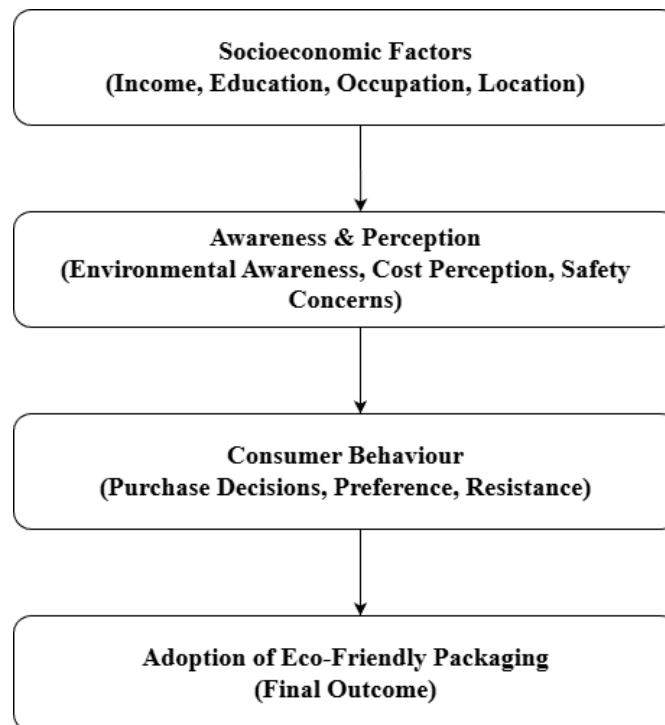 Socioeconomic Factors
(Income, Education, Occupation, Location)
Awareness & Perception
(Environmental Awareness, Cost Perception, Safety
Concerns)
Consumer Behaviour
(Purchase Decisions, Preference, Resistance)
Adoption of Eco-Friendly Packaging
(Final Outcome)